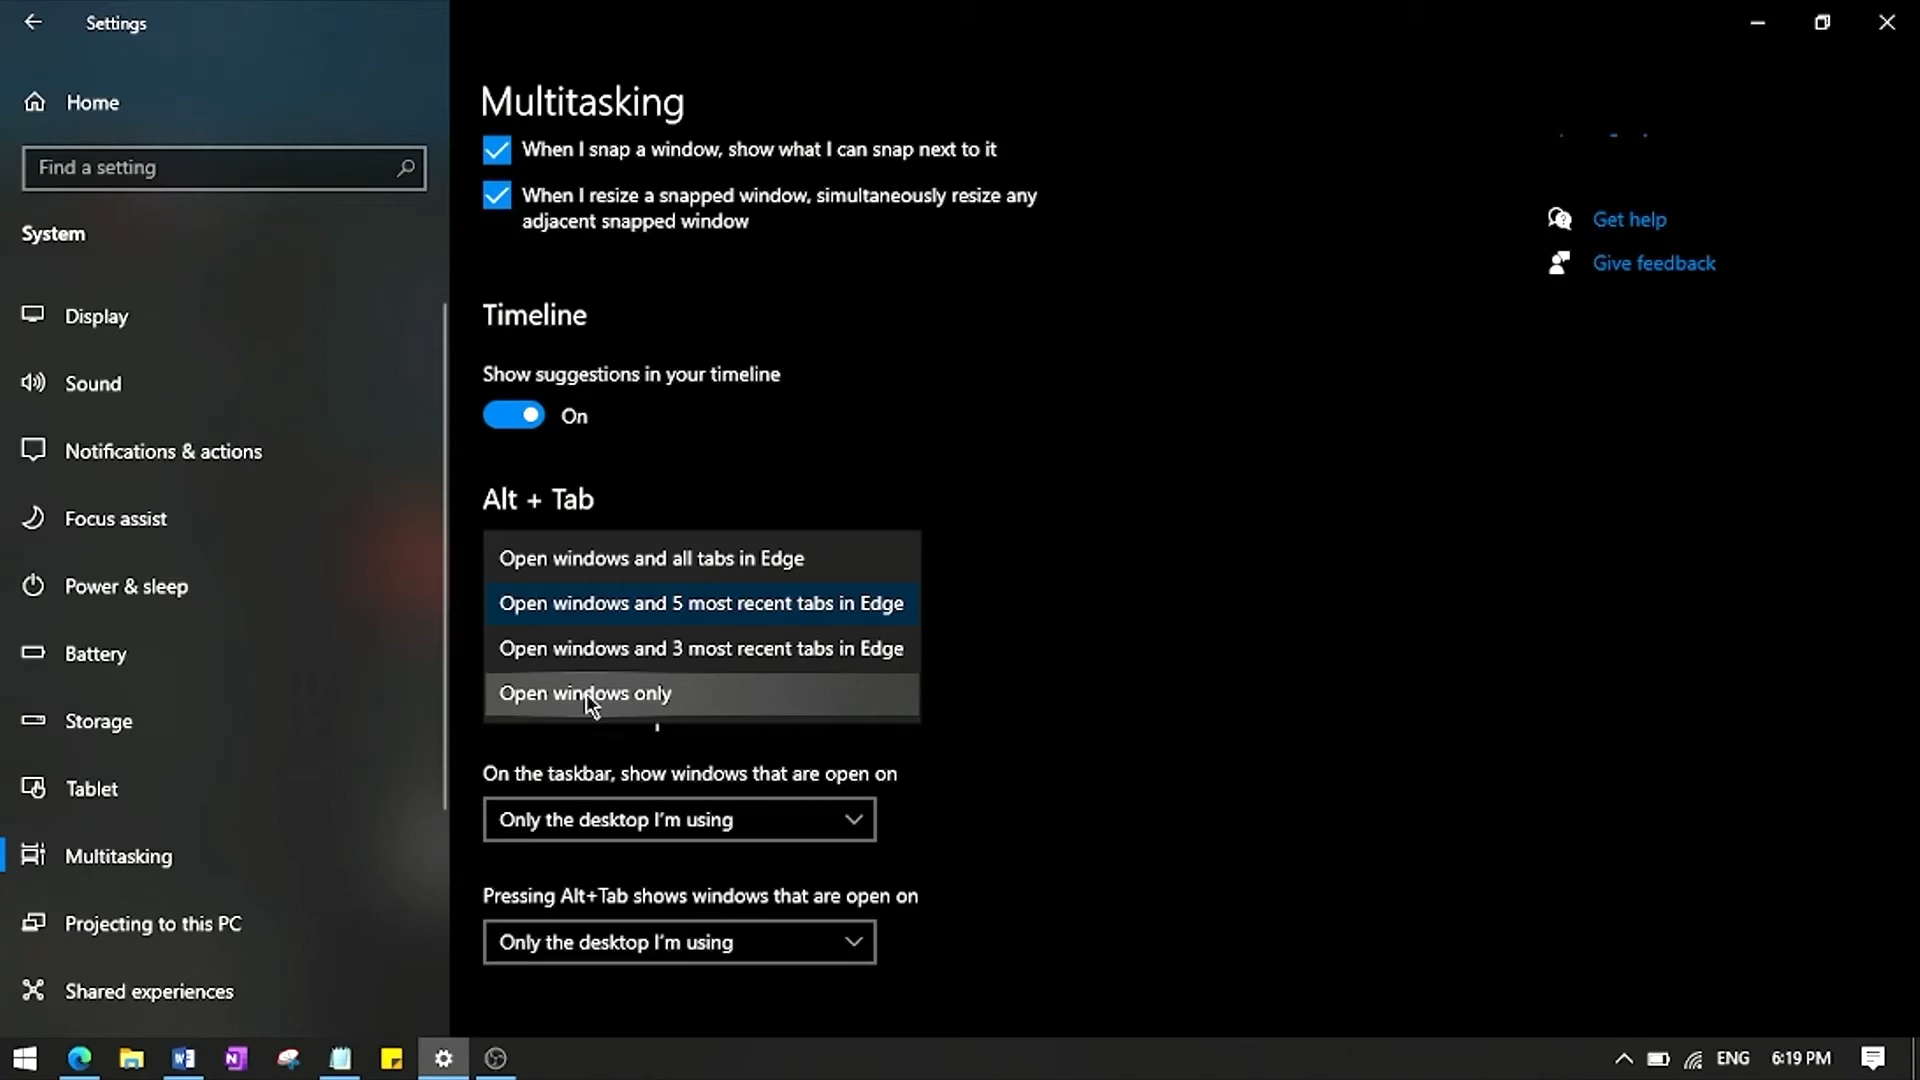 Settings
Home
Find a setting
System
Display
Sound
Notifications & actions
Focus assist
Power & sleep
Battery
Storage
Tablet
Multitasking
Projecting to this PC
Shared experiences
Multitasking
When I snap a window, show what I can snap next to it
When I resize a snapped window, simultaneously resize any
adjacent snapped window
Timeline
Show suggestions in your timeline
On
Alt + Tab
Open windows and all tabs in Edge
Open windows and 5 most recent tabs in Edge
Open windows and 3 most recent tabs in Edge
Open windows only
On the taskbar, show windows that are open on
Only the desktop I'm using
Pressing Alt+Tab shows windows that are open on
Only the desktop I'm using
Get help
Give feedback
ENG
6:19 PM